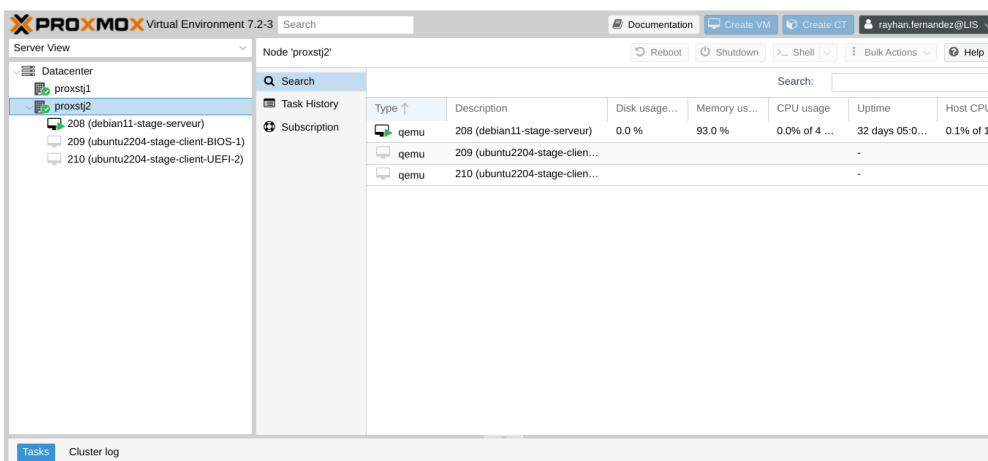 PROXMOX Virtual Environment 7.2-3 Search Documentation Create VM Create CT rayhan.fernandez@LIS
Server View
Datacenter
proxstj1
proxstj2
208 (debian11-stage-serveur)
209 (ubuntu2204-stage-client-BIOS-1)
210 (ubuntu2204-stage-client-UEFI-2)
Node 'proxstj2' Reboot Shutdown >_ Shell Bulk Actions Help
Search
Task History
Subscription
Search:
Type Description Disk usage... Memory us... CPU usage Uptime Host CPU
qemu 208 (debian11-stage-serveur) 0.0 % 93.0 % 0.0% of 4 ... 32 days 05:0... 0.1% of 1
qemu 209 (ubuntu2204-stage-clien... -
qemu 210 (ubuntu2204-stage-clien... -
Tasks Cluster log